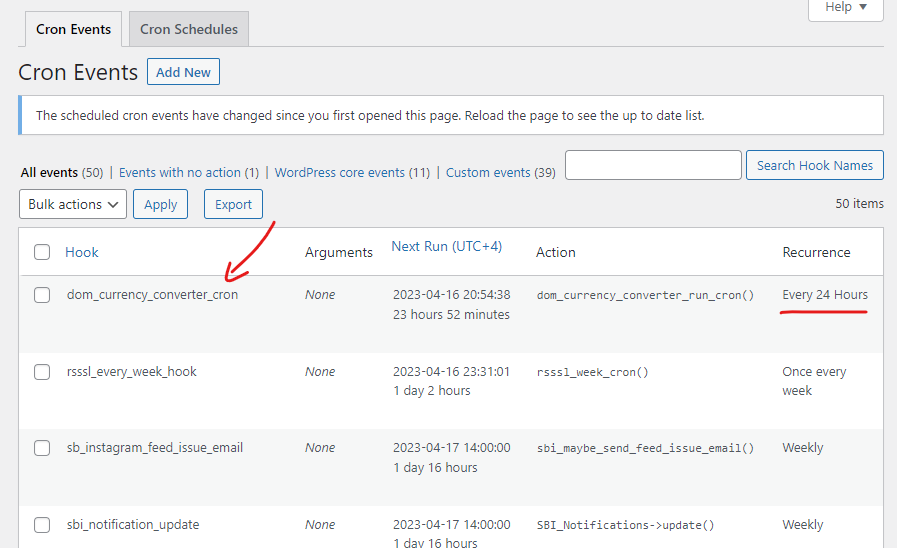 Help ▼
Cron Events Cron Schedules
Cron Events Add New
The scheduled cron events have changed since you first opened this page. Reload the page to see the up to date list.
All events (50) | Events with no action (1) | WordPress core events (11) | Custom events (39) Search Hook Names
Bulk actions Apply Export 50 items
Hook Arguments Next Run (UTC+4) Action Recurrence
dom_currency_converter_cron None 2023-04-16 20:54:38 dom_currency_converter_run_cron() Every 24 Hours
23 hours 52 minutes
rsssl_every_week_hook None 2023-04-16 23:31:01 rsssl_week_cron() Once every
1 day 2 hours week
sb_instagram_feed_issue_email None 2023-04-17 14:00:00 sbi_maybe_send_feed_issue_email() Weekly
1 day 16 hours
sbi_notification_update None 2023-04-17 14:00:00 SBI_Notifications->update() Weekly
1 day 16 hours